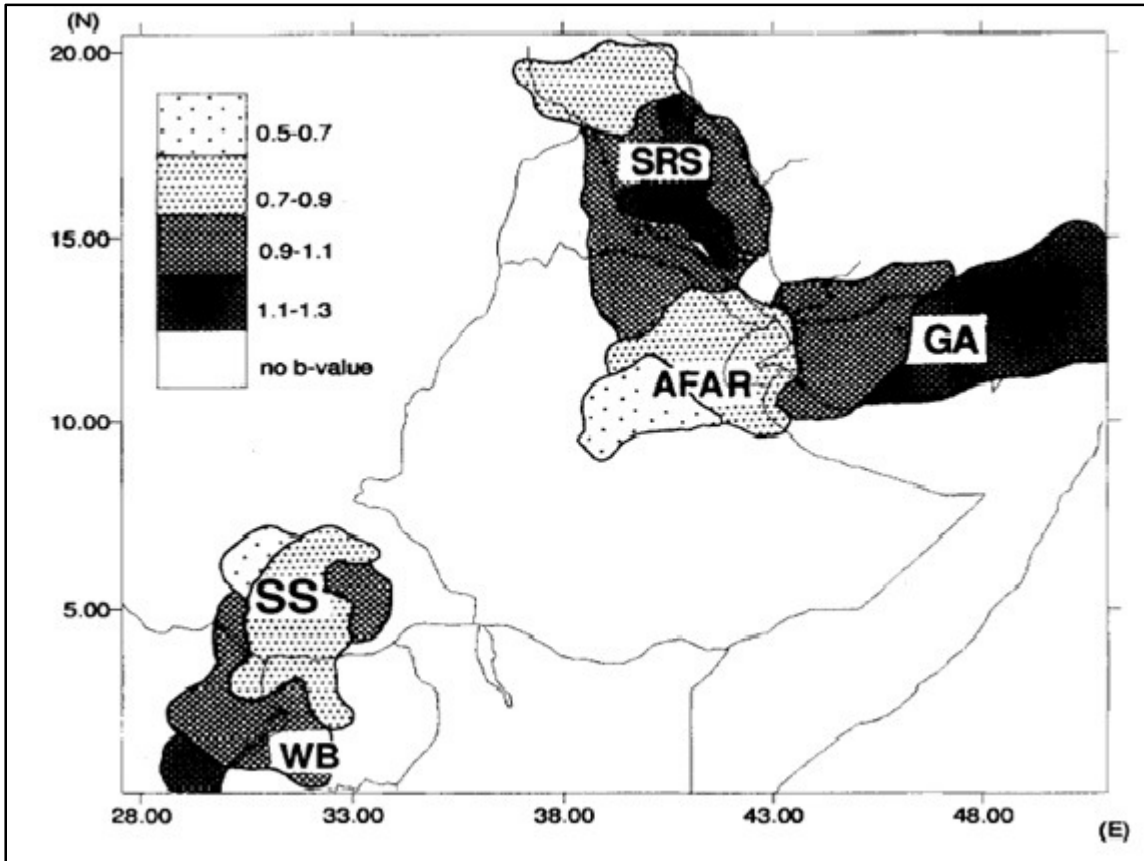 (N)
20.00
15.00
10.00
5.00
0.5-0.7
0.7-0.9
0.9-1.1
1.1-1.3
no b-value
SRS
GA
AFAR
SS
WB
28.00 33.00 38.00 43.00 48.00
(E)